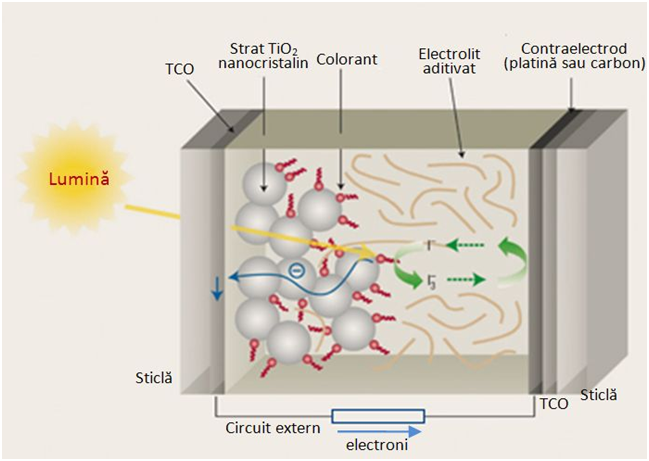 TCO
Strat TiO₂
nanocristalin
Colorant
Electrolit
aditivat
Contraelectrod
(platină sau carbon)
Lumină
I⁻
I₃⁻
Sticlă
TCO
Sticlă
Circuit extern
electroni